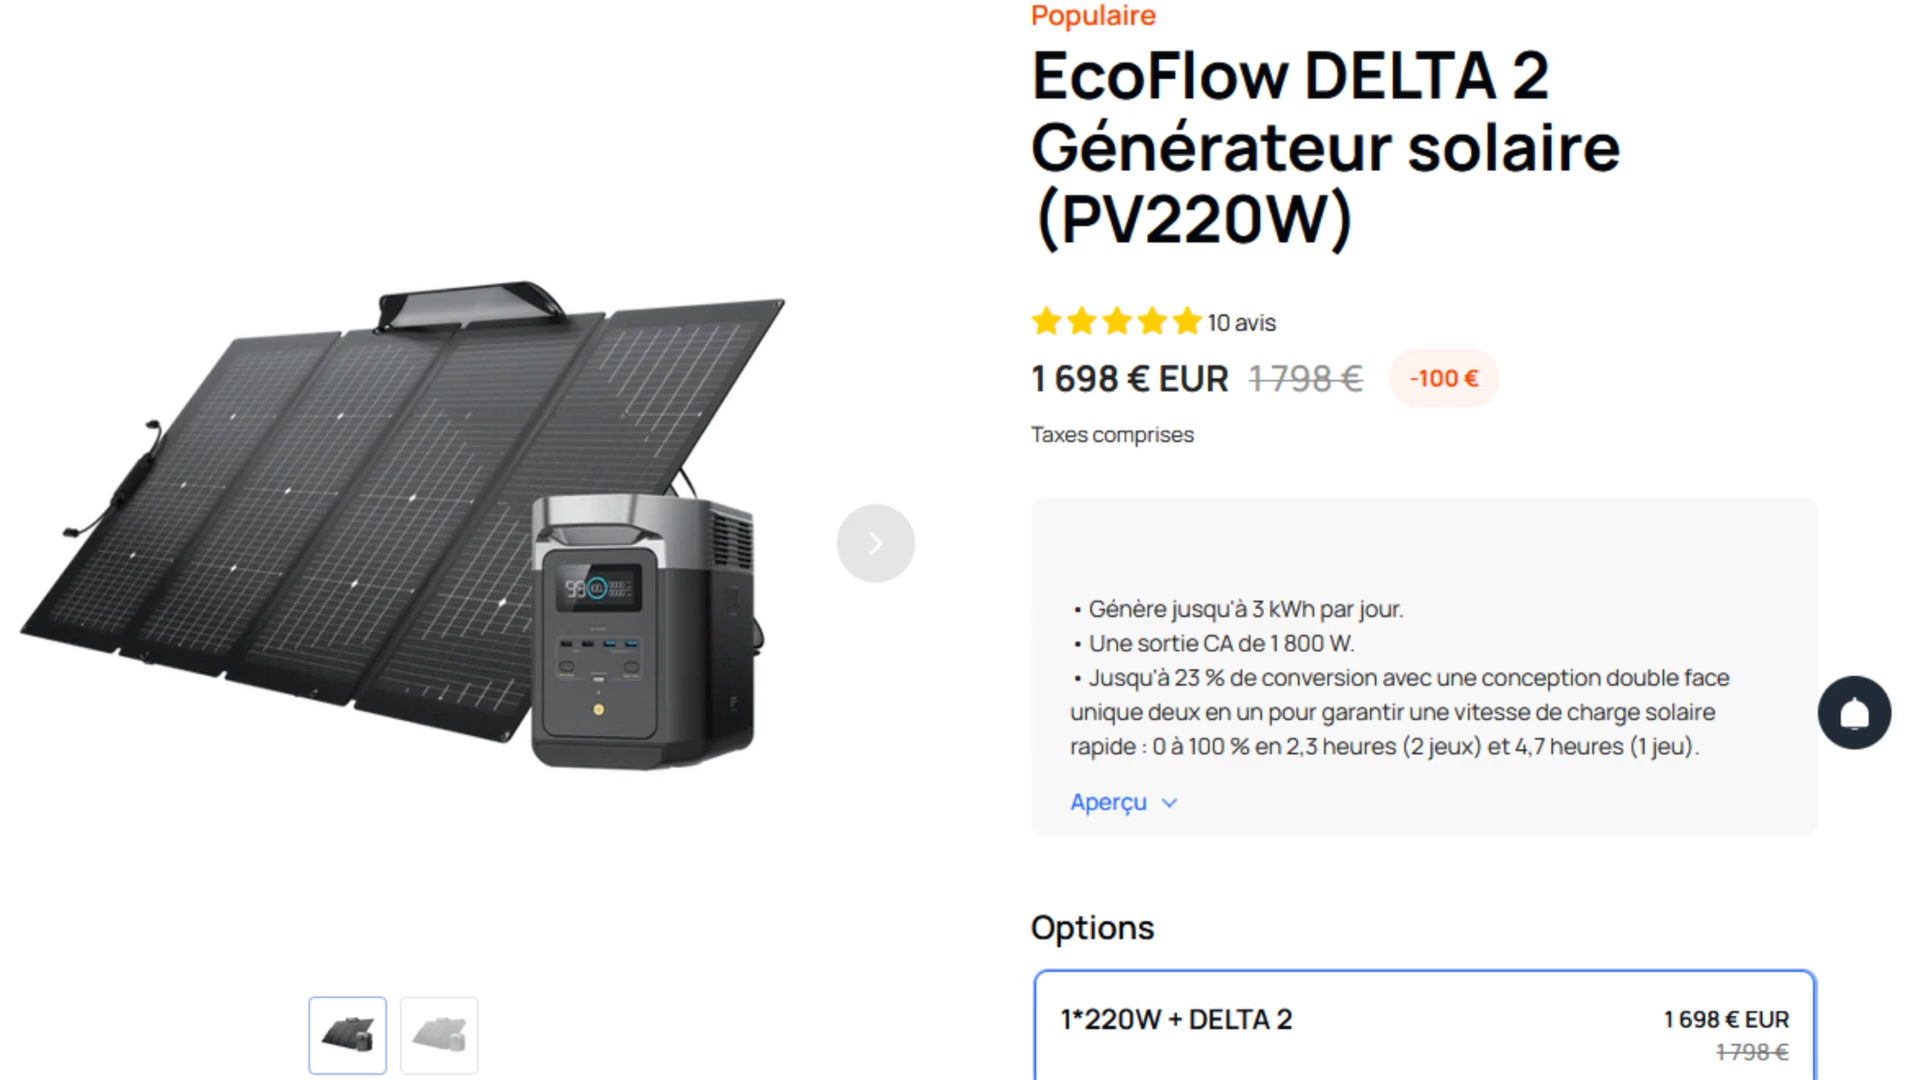 Populaire
EcoFlow DELTA 2
Générateur solaire
(PV220W)
10 avis
1 698 € EUR 1 798 € -100 €
Taxes comprises
• Génère jusqu'à 3 kWh par jour.
• Une sortie CA de 1 800 W.
• Jusqu'à 23 % de conversion avec une conception double face
unique deux en un pour garantir une vitesse de charge solaire
rapide : 0 à 100 % en 2,3 heures (2 jeux) et 4,7 heures (1 jeu).
Aperçu
Options
1*220W + DELTA 2 1 698 € EUR
1 798 €
99